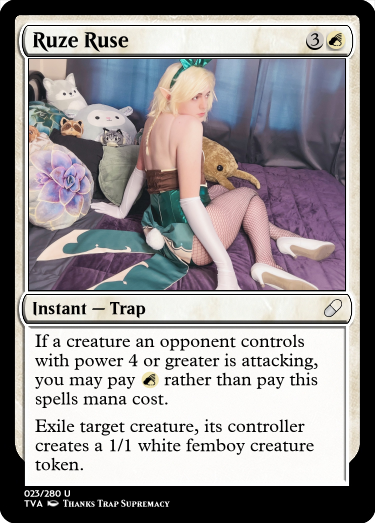 Ruze Ruse 3
Instant — Trap
If a creature an opponent controls
with power 4 or greater is attacking,
you may pay rather than pay this
spells mana cost.
Exile target creature, its controller
creates a 1/1 white femboy creature
token.
023/280 U
TVA Thanks Trap Supremacy